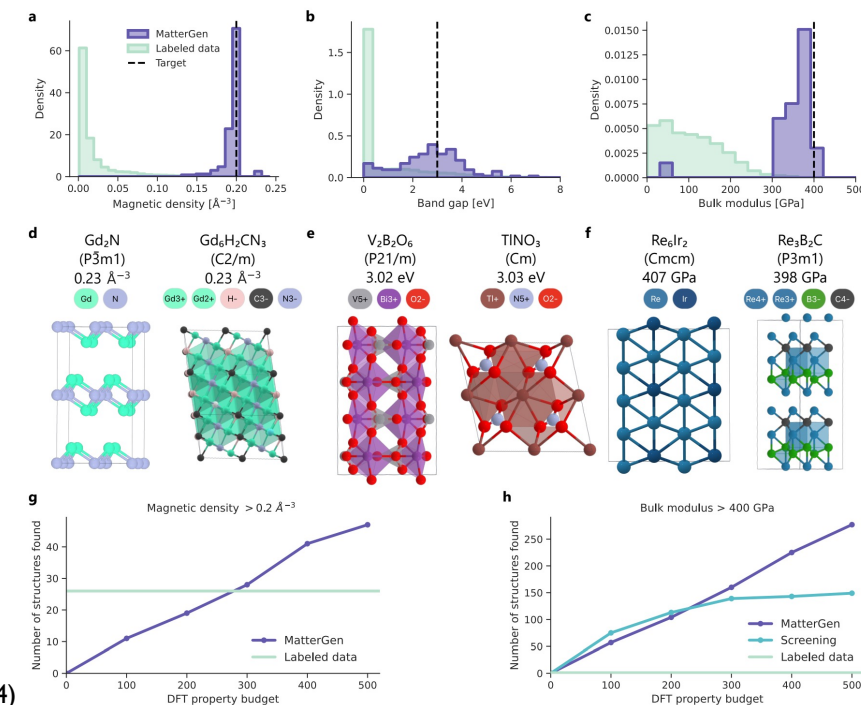 a
60
40
20
0
Density
MatterGen
Labeled data
Target
0.00 0.05 0.10 0.15 0.20 0.25
Magnetic density [Å⁻³]
b
1.5
1.0
0.5
0.0
Density
0 2 4 6 8
Band gap [eV]
c
0.0150
0.0125
0.0100
0.0075
0.0050
0.0025
0.0000
Density
0 100 200 300 400 500
Bulk modulus [GPa]
d
Gd₂N
(P3̅m1)
0.23 Å⁻³
Gd N
Gd₆H₂CN₃
(C2/m)
0.23 Å⁻³
Gd3+ Gd2+ H- C3- N3-
e
V₂B₂O₆
(P21/m)
3.02 eV
V5+ Bi3+ O2-
TlNO₃
(Cm)
3.03 eV
Tl+ N5+ O2-
f
Re₆Ir₂
(Cmcm)
407 GPa
Re Ir
Re₃B₂C
(P3m1)
398 GPa
Re4+ Re3+ B3- C4-
g
Magnetic density > 0.2 Å⁻³
40
30
20
10
0
Number of structures found
MatterGen
Labeled data
0 100 200 300 400 500
DFT property budget
h
Bulk modulus > 400 GPa
250
200
150
100
50
0
Number of structures found
MatterGen
Screening
Labeled data
0 100 200 300 400 500
DFT property budget
4)